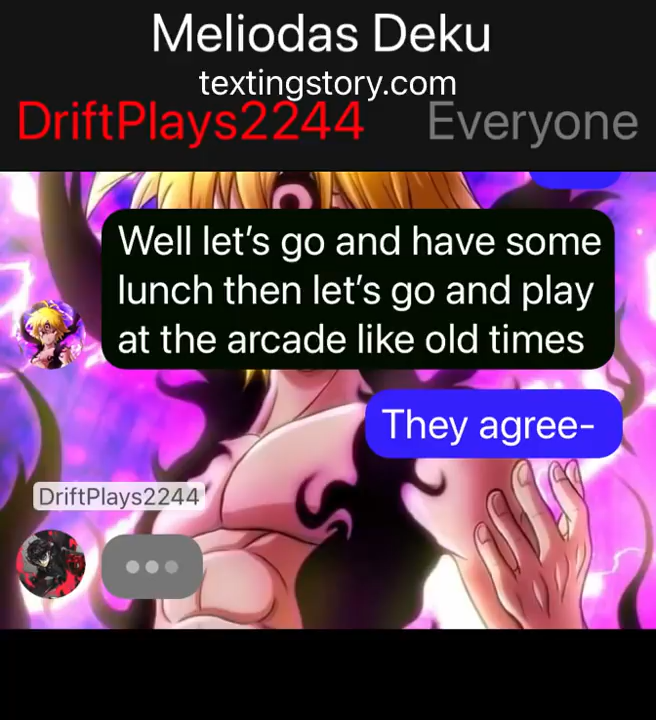 Meliodas Deku
textingstory.com
DriftPlays2244 Everyone
Well let's go and have some
lunch then let's go and play
at the arcade like old times
They agree-
DriftPlays2244